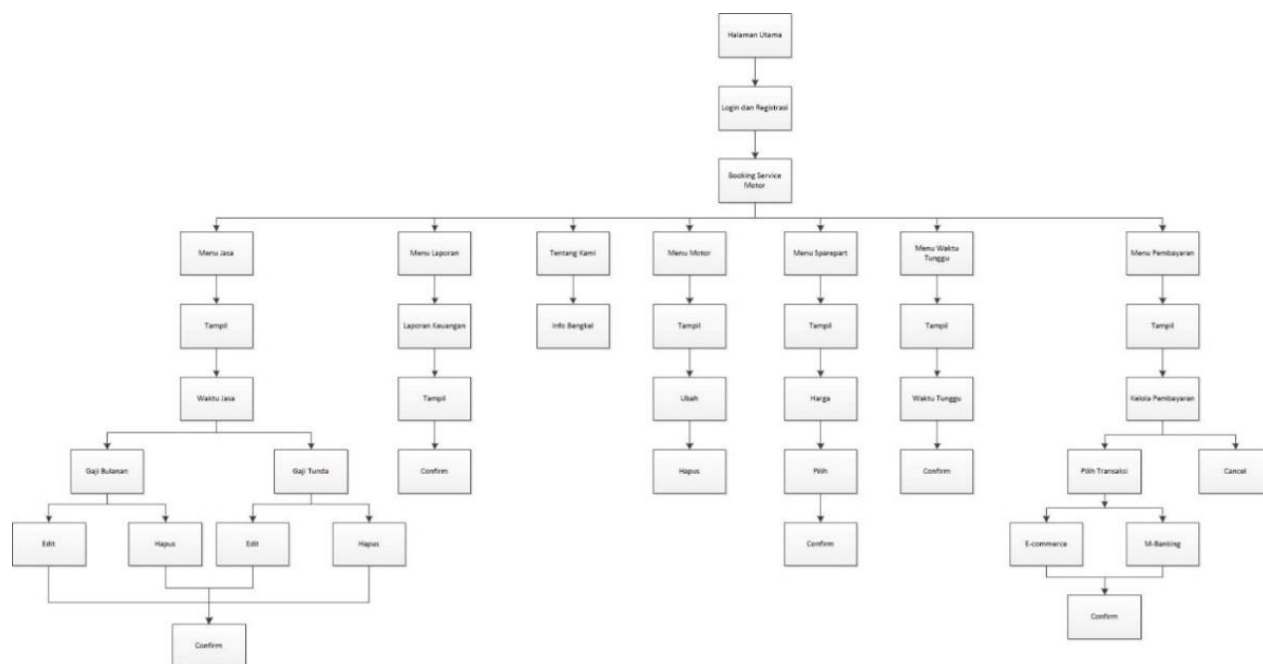 Halaman Utama
Login dan Registrasi
Booking Service
Motor
Menu Jasa
Menu Laporan
Tentang Kami
Menu Motor
Menu Sparepart
Menu Waktu
Tunggu
Menu Pembayaran
Tampil
Laporan Keuangan
Info Bengkel
Tampil
Tampil
Tampil
Tampil
Waktu Jasa
Tampil
Ubah
Harga
Waktu Tunggu
Kelola Pembayaran
Gaji Bulanan
Gaji Tunda
Confirm
Hapus
Pilih
Confirm
Pilih Transaksi
Cancel
Edit
Hapus
Edit
Hapus
Confirm
E-commerce
M-Banking
Confirm
Confirm